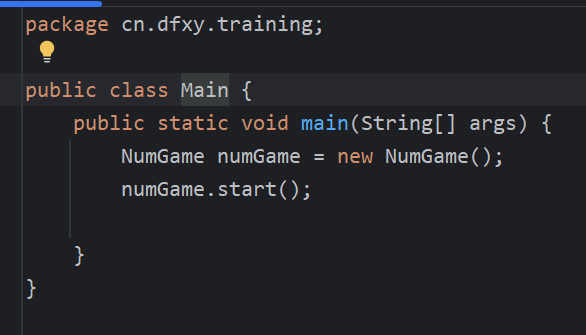 package cn.dfxy.training;
public class Main {
    public static void main(String[] args) {
        NumGame numGame = new NumGame();
        numGame.start();
    }
}